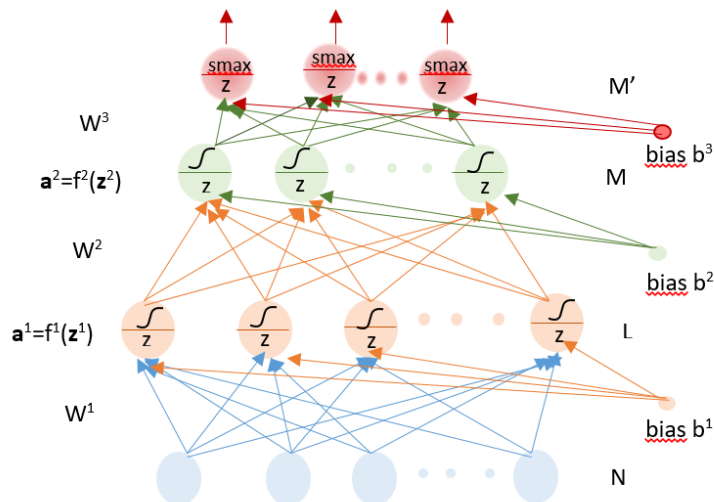 smax smax smax
z z z
M'
W³
bias b³
z z z
a²=f²(z²)
M
W²
bias b²
z z z z
a¹=f¹(z¹)
L
W¹
bias b¹
N